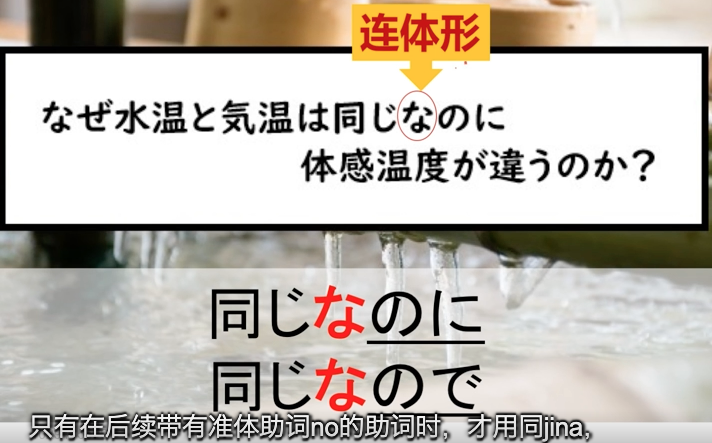 连体形
なぜ水温と気温は同じなのに
体感温度が違うのか？
同じなのに
同じなので
只有在后续带有准体助词no的助词时，才用同jina，